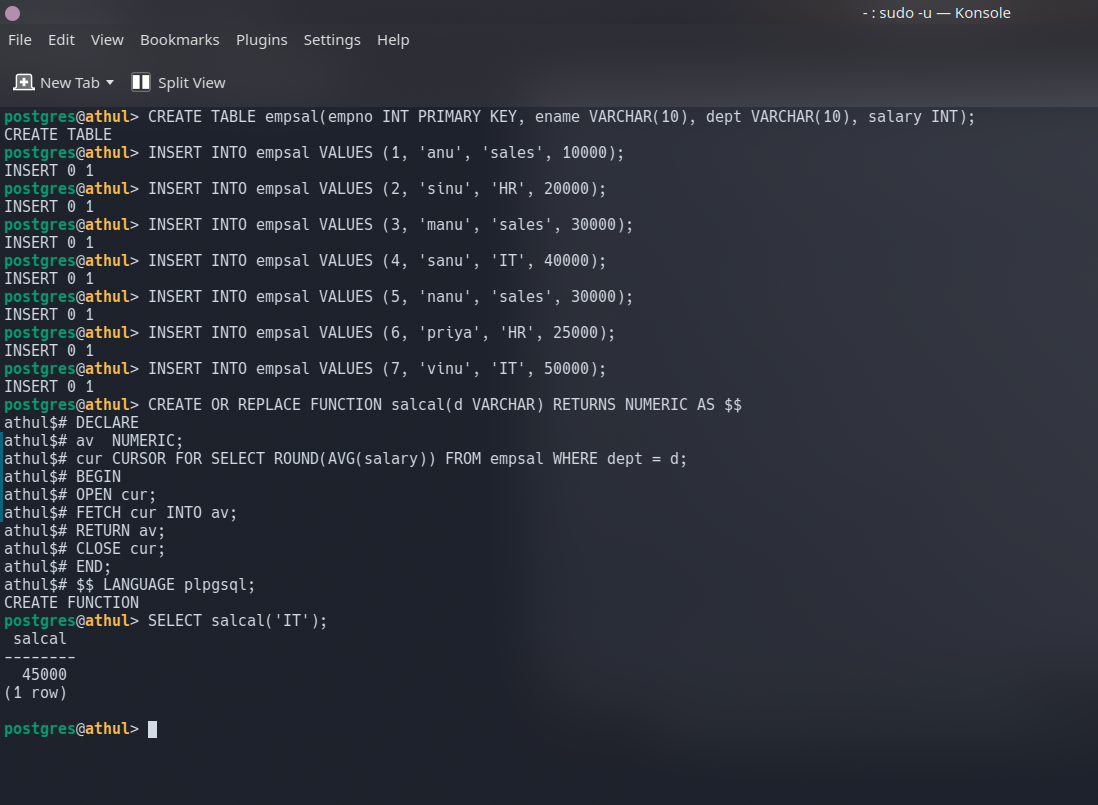 - : sudo -u — Konsole
File Edit View Bookmarks Plugins Settings Help
New Tab Split View
postgres@athul> CREATE TABLE empsal(empno INT PRIMARY KEY, ename VARCHAR(10), dept VARCHAR(10), salary INT);
CREATE TABLE
postgres@athul> INSERT INTO empsal VALUES (1, 'anu', 'sales', 10000);
INSERT 0 1
postgres@athul> INSERT INTO empsal VALUES (2, 'sinu', 'HR', 20000);
INSERT 0 1
postgres@athul> INSERT INTO empsal VALUES (3, 'manu', 'sales', 30000);
INSERT 0 1
postgres@athul> INSERT INTO empsal VALUES (4, 'sanu', 'IT', 40000);
INSERT 0 1
postgres@athul> INSERT INTO empsal VALUES (5, 'nanu', 'sales', 30000);
INSERT 0 1
postgres@athul> INSERT INTO empsal VALUES (6, 'priya', 'HR', 25000);
INSERT 0 1
postgres@athul> INSERT INTO empsal VALUES (7, 'vinu', 'IT', 50000);
INSERT 0 1
postgres@athul> CREATE OR REPLACE FUNCTION salcal(d VARCHAR) RETURNS NUMERIC AS $$
athul$# DECLARE
athul$# av  NUMERIC;
athul$# cur CURSOR FOR SELECT ROUND(AVG(salary)) FROM empsal WHERE dept = d;
athul$# BEGIN
athul$# OPEN cur;
athul$# FETCH cur INTO av;
athul$# RETURN av;
athul$# CLOSE cur;
athul$# END;
athul$# $$ LANGUAGE plpgsql;
CREATE FUNCTION
postgres@athul> SELECT salcal('IT');
 salcal
--------
  45000
(1 row)
postgres@athul>